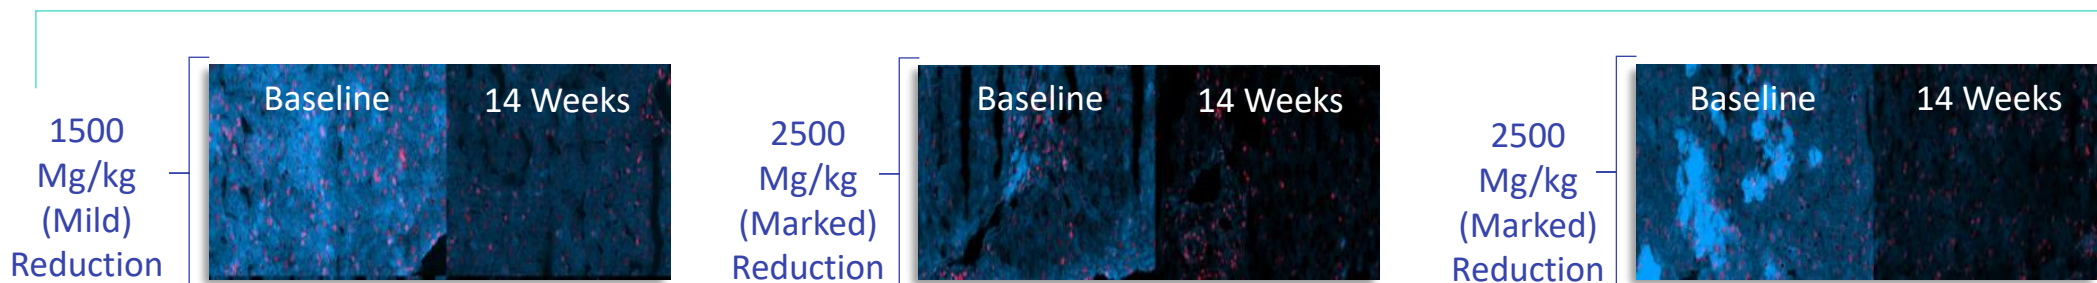 1500
Mg/kg
(Mild)
Reduction
Baseline
14 Weeks
2500
Mg/kg
(Marked)
Reduction
Baseline
14 Weeks
2500
Mg/kg
(Marked)
Reduction
Baseline
14 Weeks